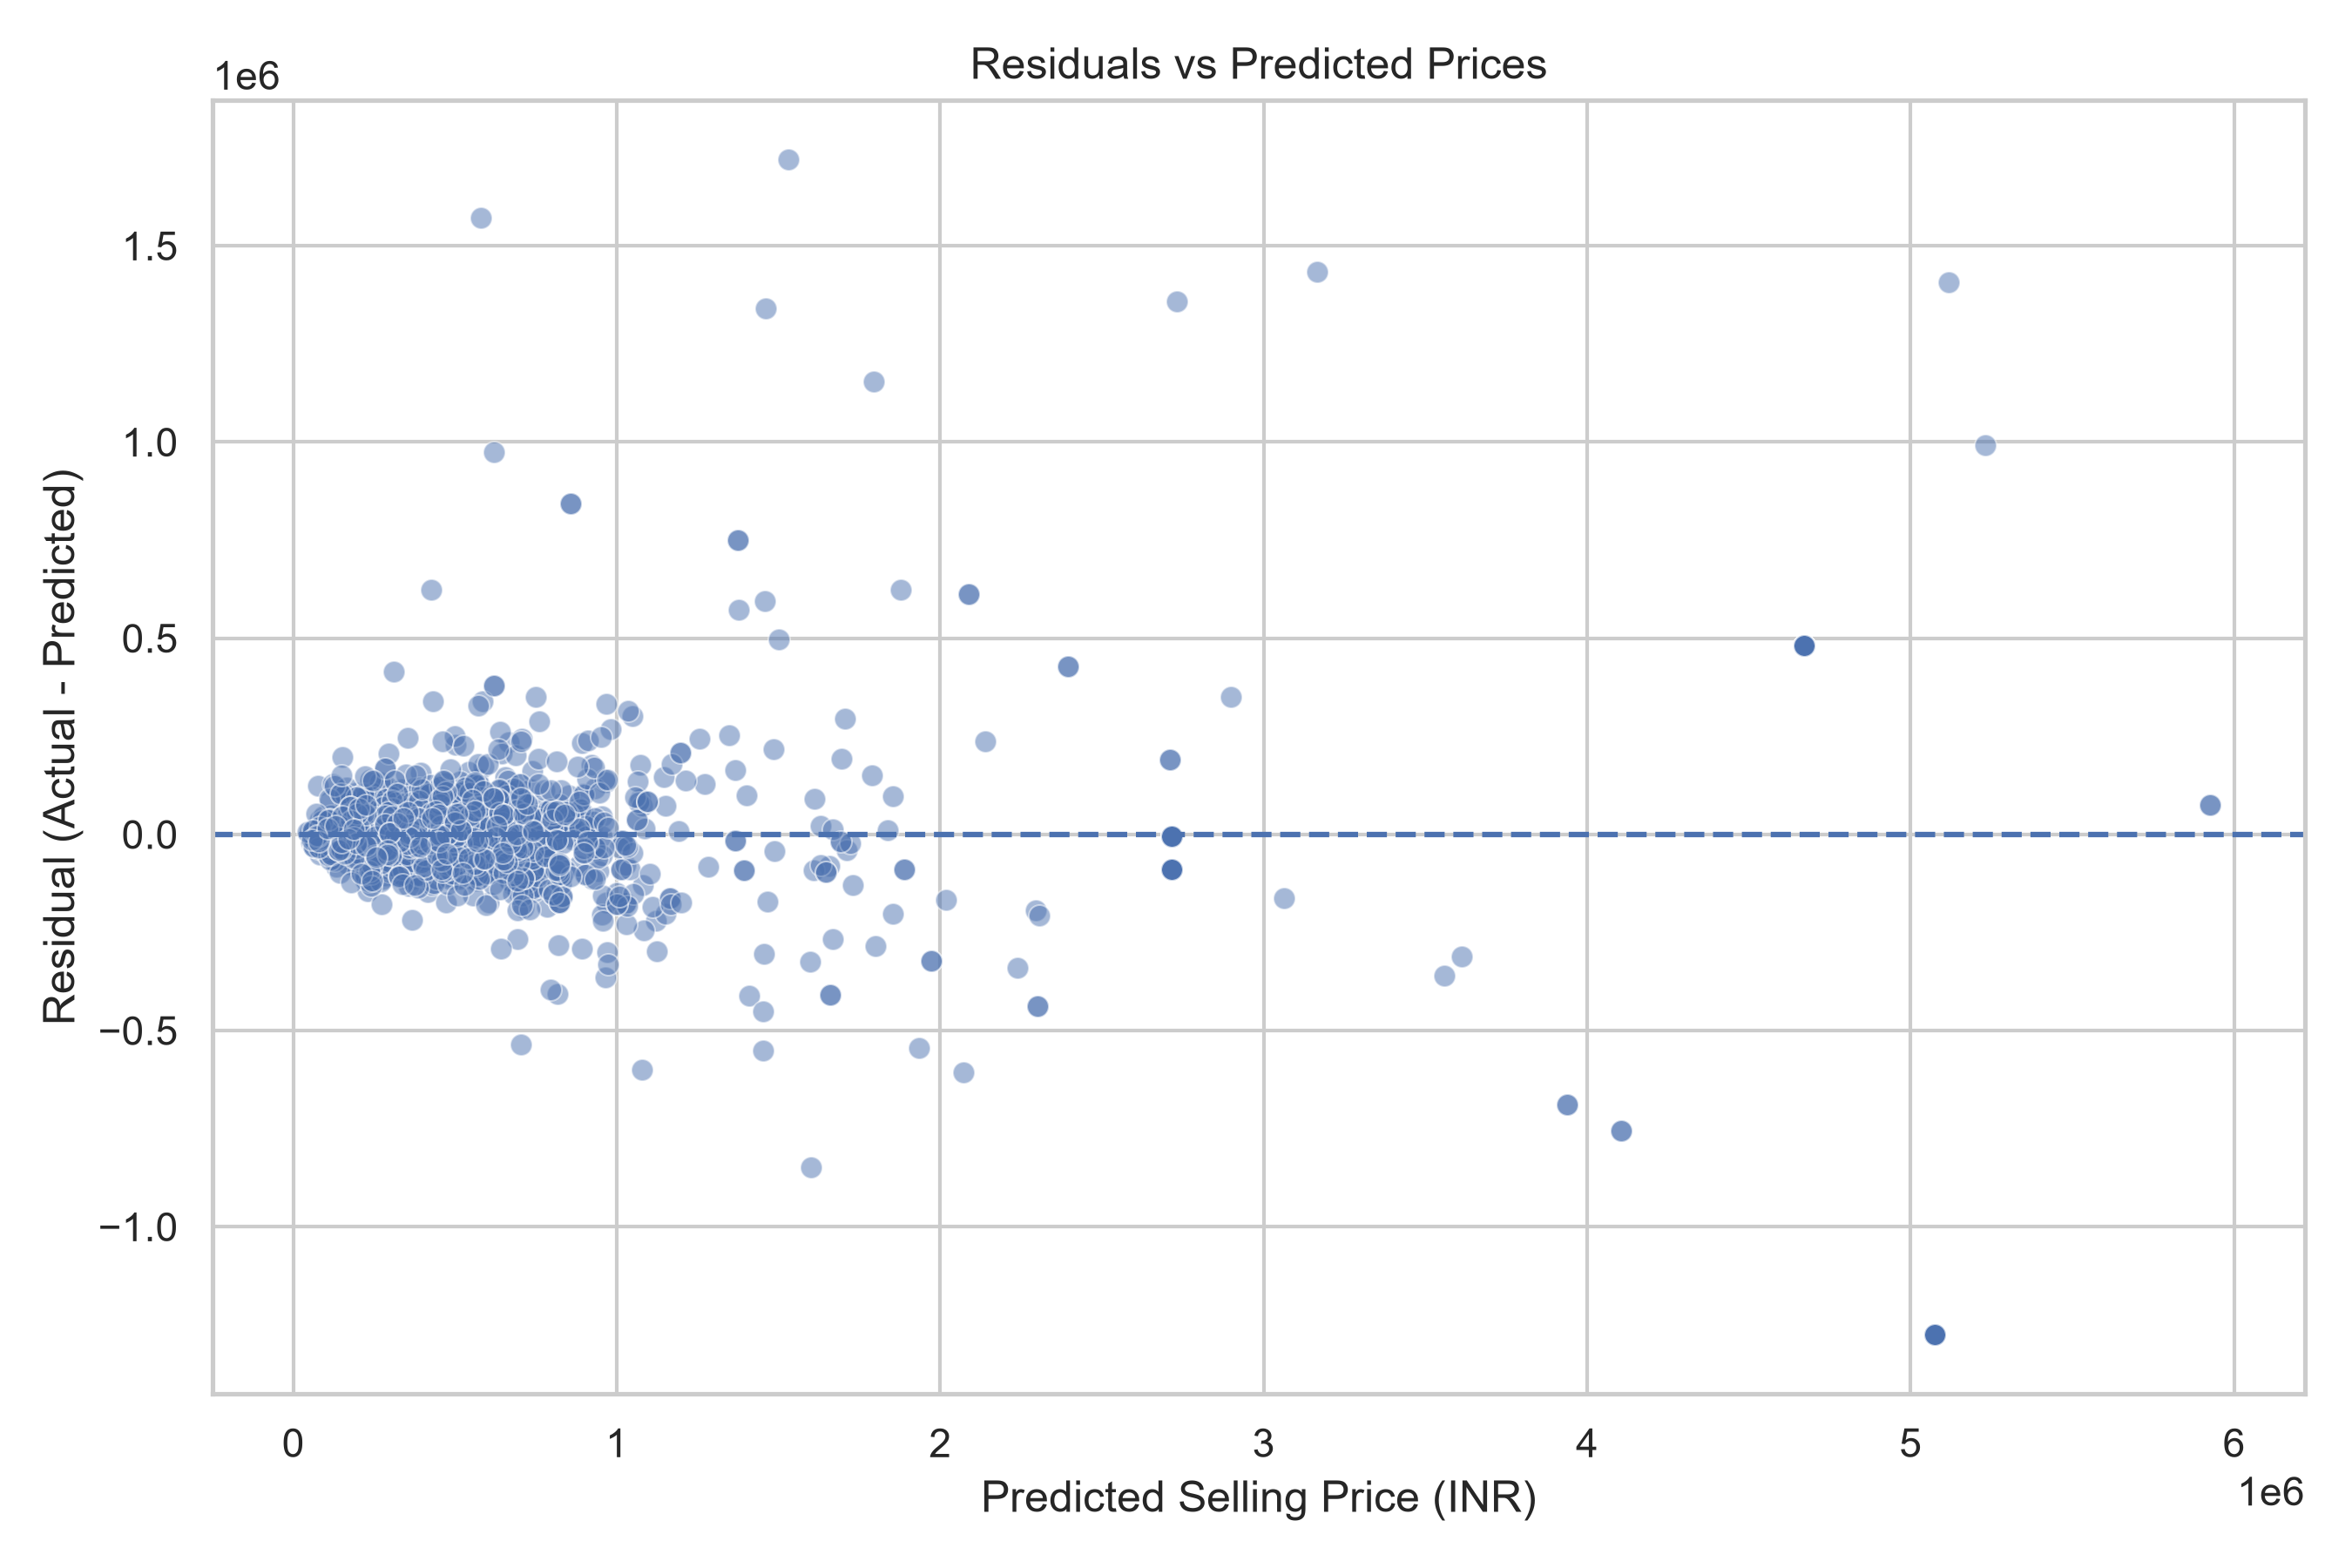 Residuals vs Predicted Prices
1e6
1.5
1.0
0.5
0.0
−0.5
−1.0
Residual (Actual - Predicted)
0 1 2 3 4 5 6
1e6
Predicted Selling Price (INR)